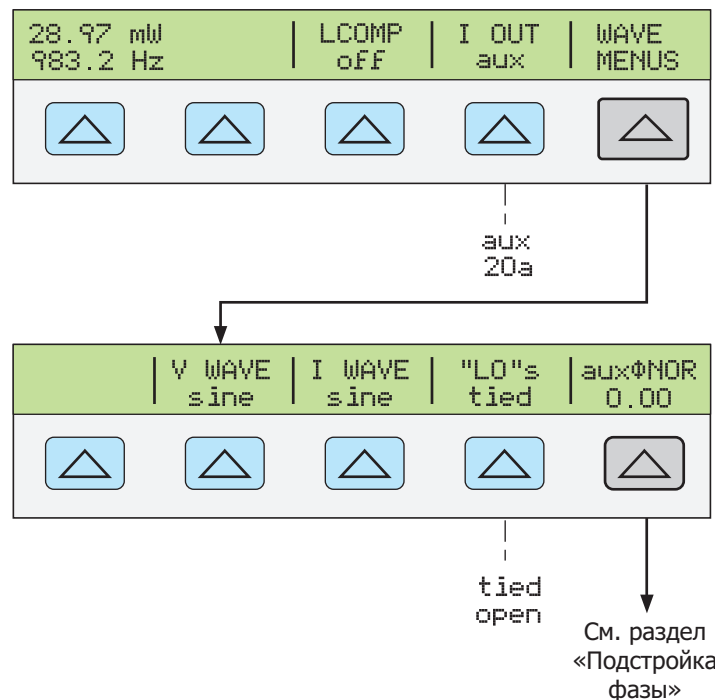 28.97 mW | LCOMP | I OUT | WAVE
983.2 Hz | off | aux | MENUS
aux
20a
V WAVE | I WAVE | "LO"s | auxΦNOR
sine | sine | tied | 0.00
tied
open
См. раздел
«Подстройка
фазы»